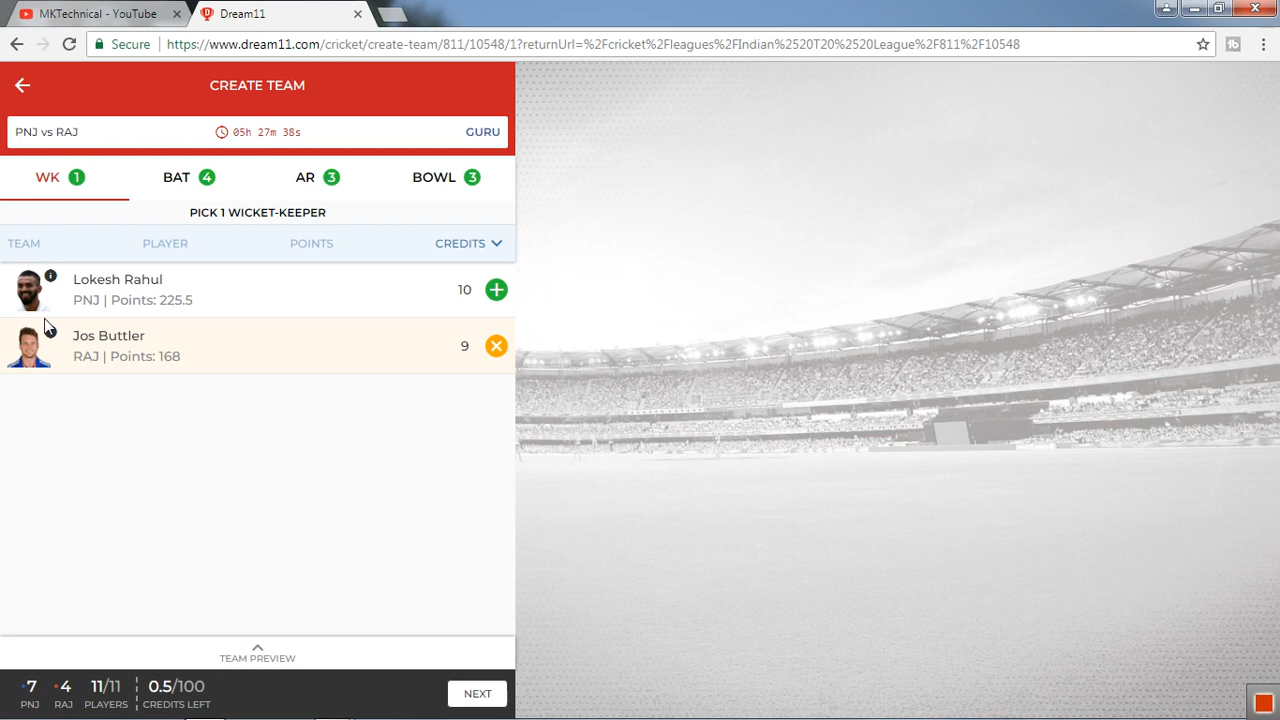 MKTechnical - YouTube
Dream11
Secure
https://www.dream11.com/cricket/create-team/811/10548/1?returnUrl=%2Fcricket%2Fleagues%2FIndian%2520T20%2520League%2F811%2F10548
CREATE TEAM
PNJ vs RAJ 05h 27m 38s GURU
WK 1 BAT 4 AR 3 BOWL 3
PICK 1 WICKET-KEEPER
TEAM PLAYER POINTS CREDITS
Lokesh Rahul
PNJ | Points: 225.5
10
Jos Buttler
RAJ | Points: 168
9
TEAM PREVIEW
7 4 11/11 0.5/100
PNJ RAJ PLAYERS CREDITS LEFT
NEXT